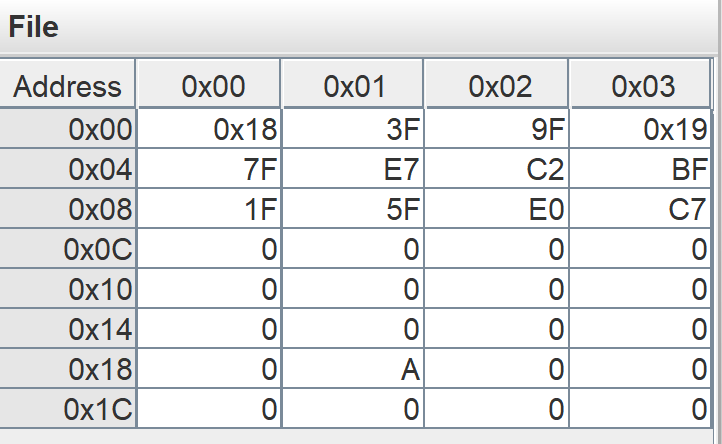 File
Address 0x00 0x01 0x02 0x03
0x00 0x18 3F 9F 0x19
0x04 7F E7 C2 BF
0x08 1F 5F E0 C7
0x0C 0 0 0 0
0x10 0 0 0 0
0x14 0 0 0 0
0x18 0 A 0 0
0x1C 0 0 0 0